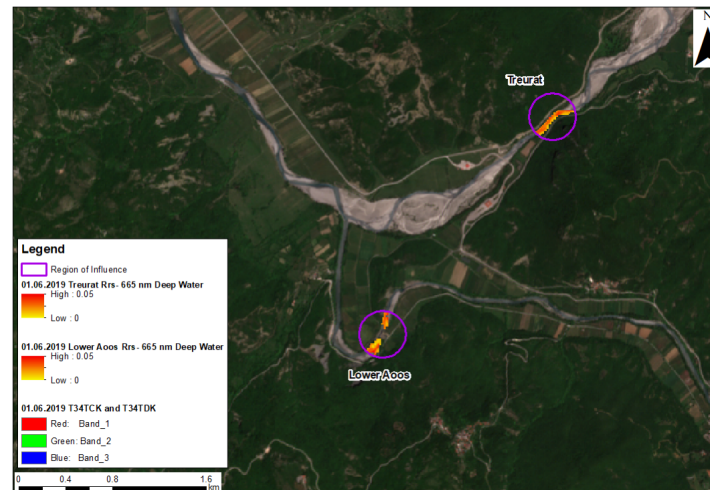 N
Treurat
Lower Aoos
Legend
Region of Influence
01.06.2019 Treurat Rrs- 665 nm Deep Water
High : 0.05
Low : 0
01.06.2019 Lower Aoos Rrs- 665 nm Deep Water
High : 0.05
Low : 0
01.06.2019 T34TCK and T34TDK
Red: Band_1
Green: Band_2
Blue: Band_3
0 0.4 0.8 1.6
km